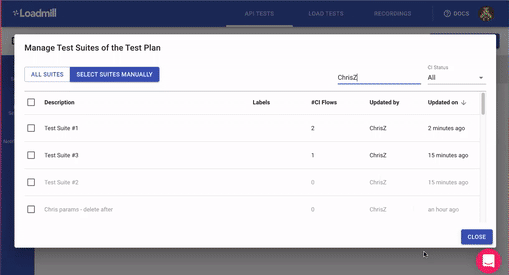 Loadmill
API TESTS
LOAD TESTS
RECORDINGS
DOCS
Manage Test Suites of the Test Plan
ALL SUITES
SELECT SUITES MANUALLY
ChrisZ
CI Status
All
Description Labels #CI Flows Updated by Updated on
Test Suite #1 2 ChrisZ 2 minutes ago
Test Suite #3 1 ChrisZ 15 minutes ago
Test Suite #2 0 ChrisZ 15 minutes ago
Chris params - delete after 0 ChrisZ an hour ago
CLOSE